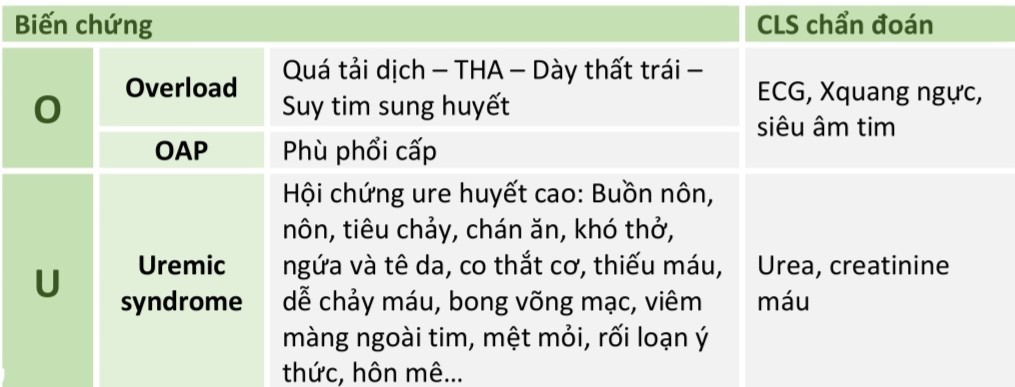 Biến chứng
CLS chẩn đoán
O
Overload
Quá tải dịch – THA – Dày thất trái –
Suy tim sung huyết
ECG, Xquang ngực,
siêu âm tim
OAP
Phù phổi cấp
U
Uremic
syndrome
Hội chứng ure huyết cao: Buồn nôn,
nôn, tiêu chảy, chán ăn, khó thở,
ngứa và tê da, co thắt cơ, thiếu máu,
dễ chảy máu, bong võng mạc, viêm
màng ngoài tim, mệt mỏi, rối loạn ý
thức, hôn mê...
Urea, creatinine
máu